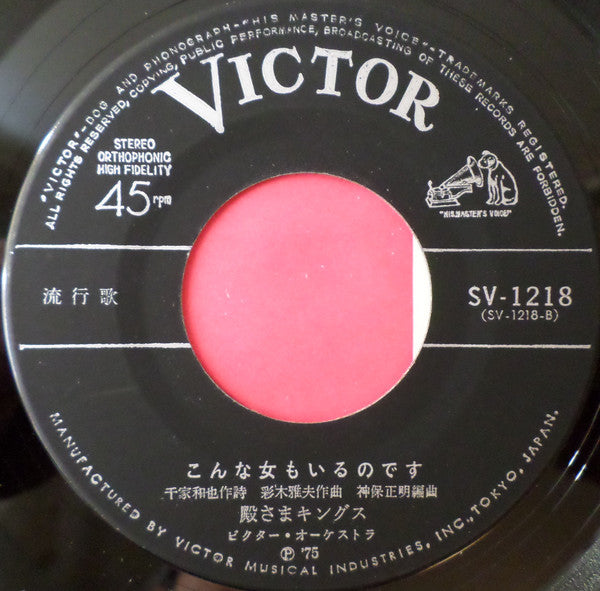 "VICTOR"-DOG AND PHONOGRAPH-"HIS MASTER'S VOICE"-TRADEMARKS REGISTERED.
ALL RIGHTS RESERVED, COPYING, PUBLIC PERFORMANCE, BROADCASTING OF THESE RECORDS ARE FORBIDDEN.
VICTOR
STEREO
ORTHOPHONIC
HIGH FIDELITY
45 rpm
"HIS MASTER'S VOICE"
流行歌
SV-1218
(SV-1218-B)
こんな女もいるのです
千家和也作詩 彩木雅夫作曲 神保正明編曲
殿さまキングス
ビクター・オーケストラ
Ⓟ '75
MANUFACTURED BY VICTOR MUSICAL INDUSTRIES, INC., TOKYO, JAPAN.